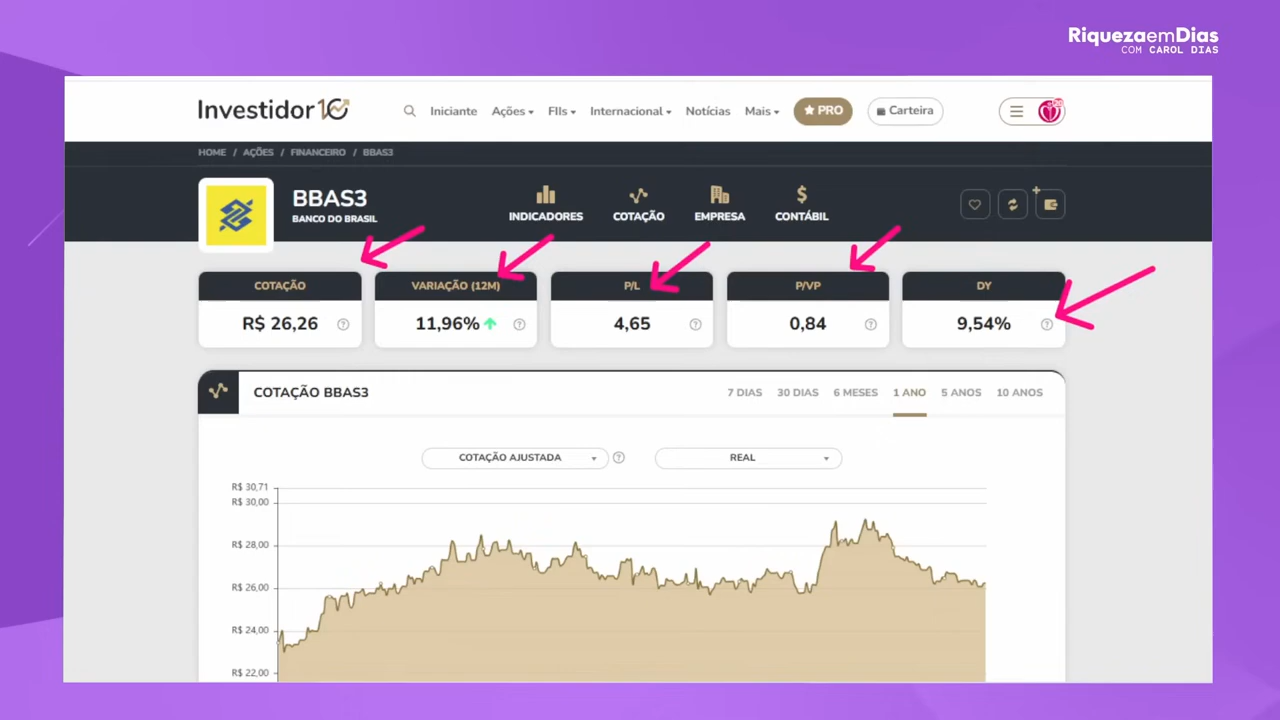 RiquezaemDias
COM CAROL DIAS
Investidor10
Iniciante Ações FIIs Internacional Notícias Mais PRO Carteira
HOME / AÇÕES / FINANCEIRO / BBAS3
BBAS3
BANCO DO BRASIL
INDICADORES COTAÇÃO EMPRESA CONTÁBIL
COTAÇÃO VARIAÇÃO (12M) P/L P/VP DY
R$ 26,26 11,96% 4,65 0,84 9,54%
COTAÇÃO BBAS3 7 DIAS 30 DIAS 6 MESES 1 ANO 5 ANOS 10 ANOS
COTAÇÃO AJUSTADA REAL
R$ 30,71
R$ 30,00
R$ 28,00
R$ 26,00
R$ 24,00
R$ 22,00